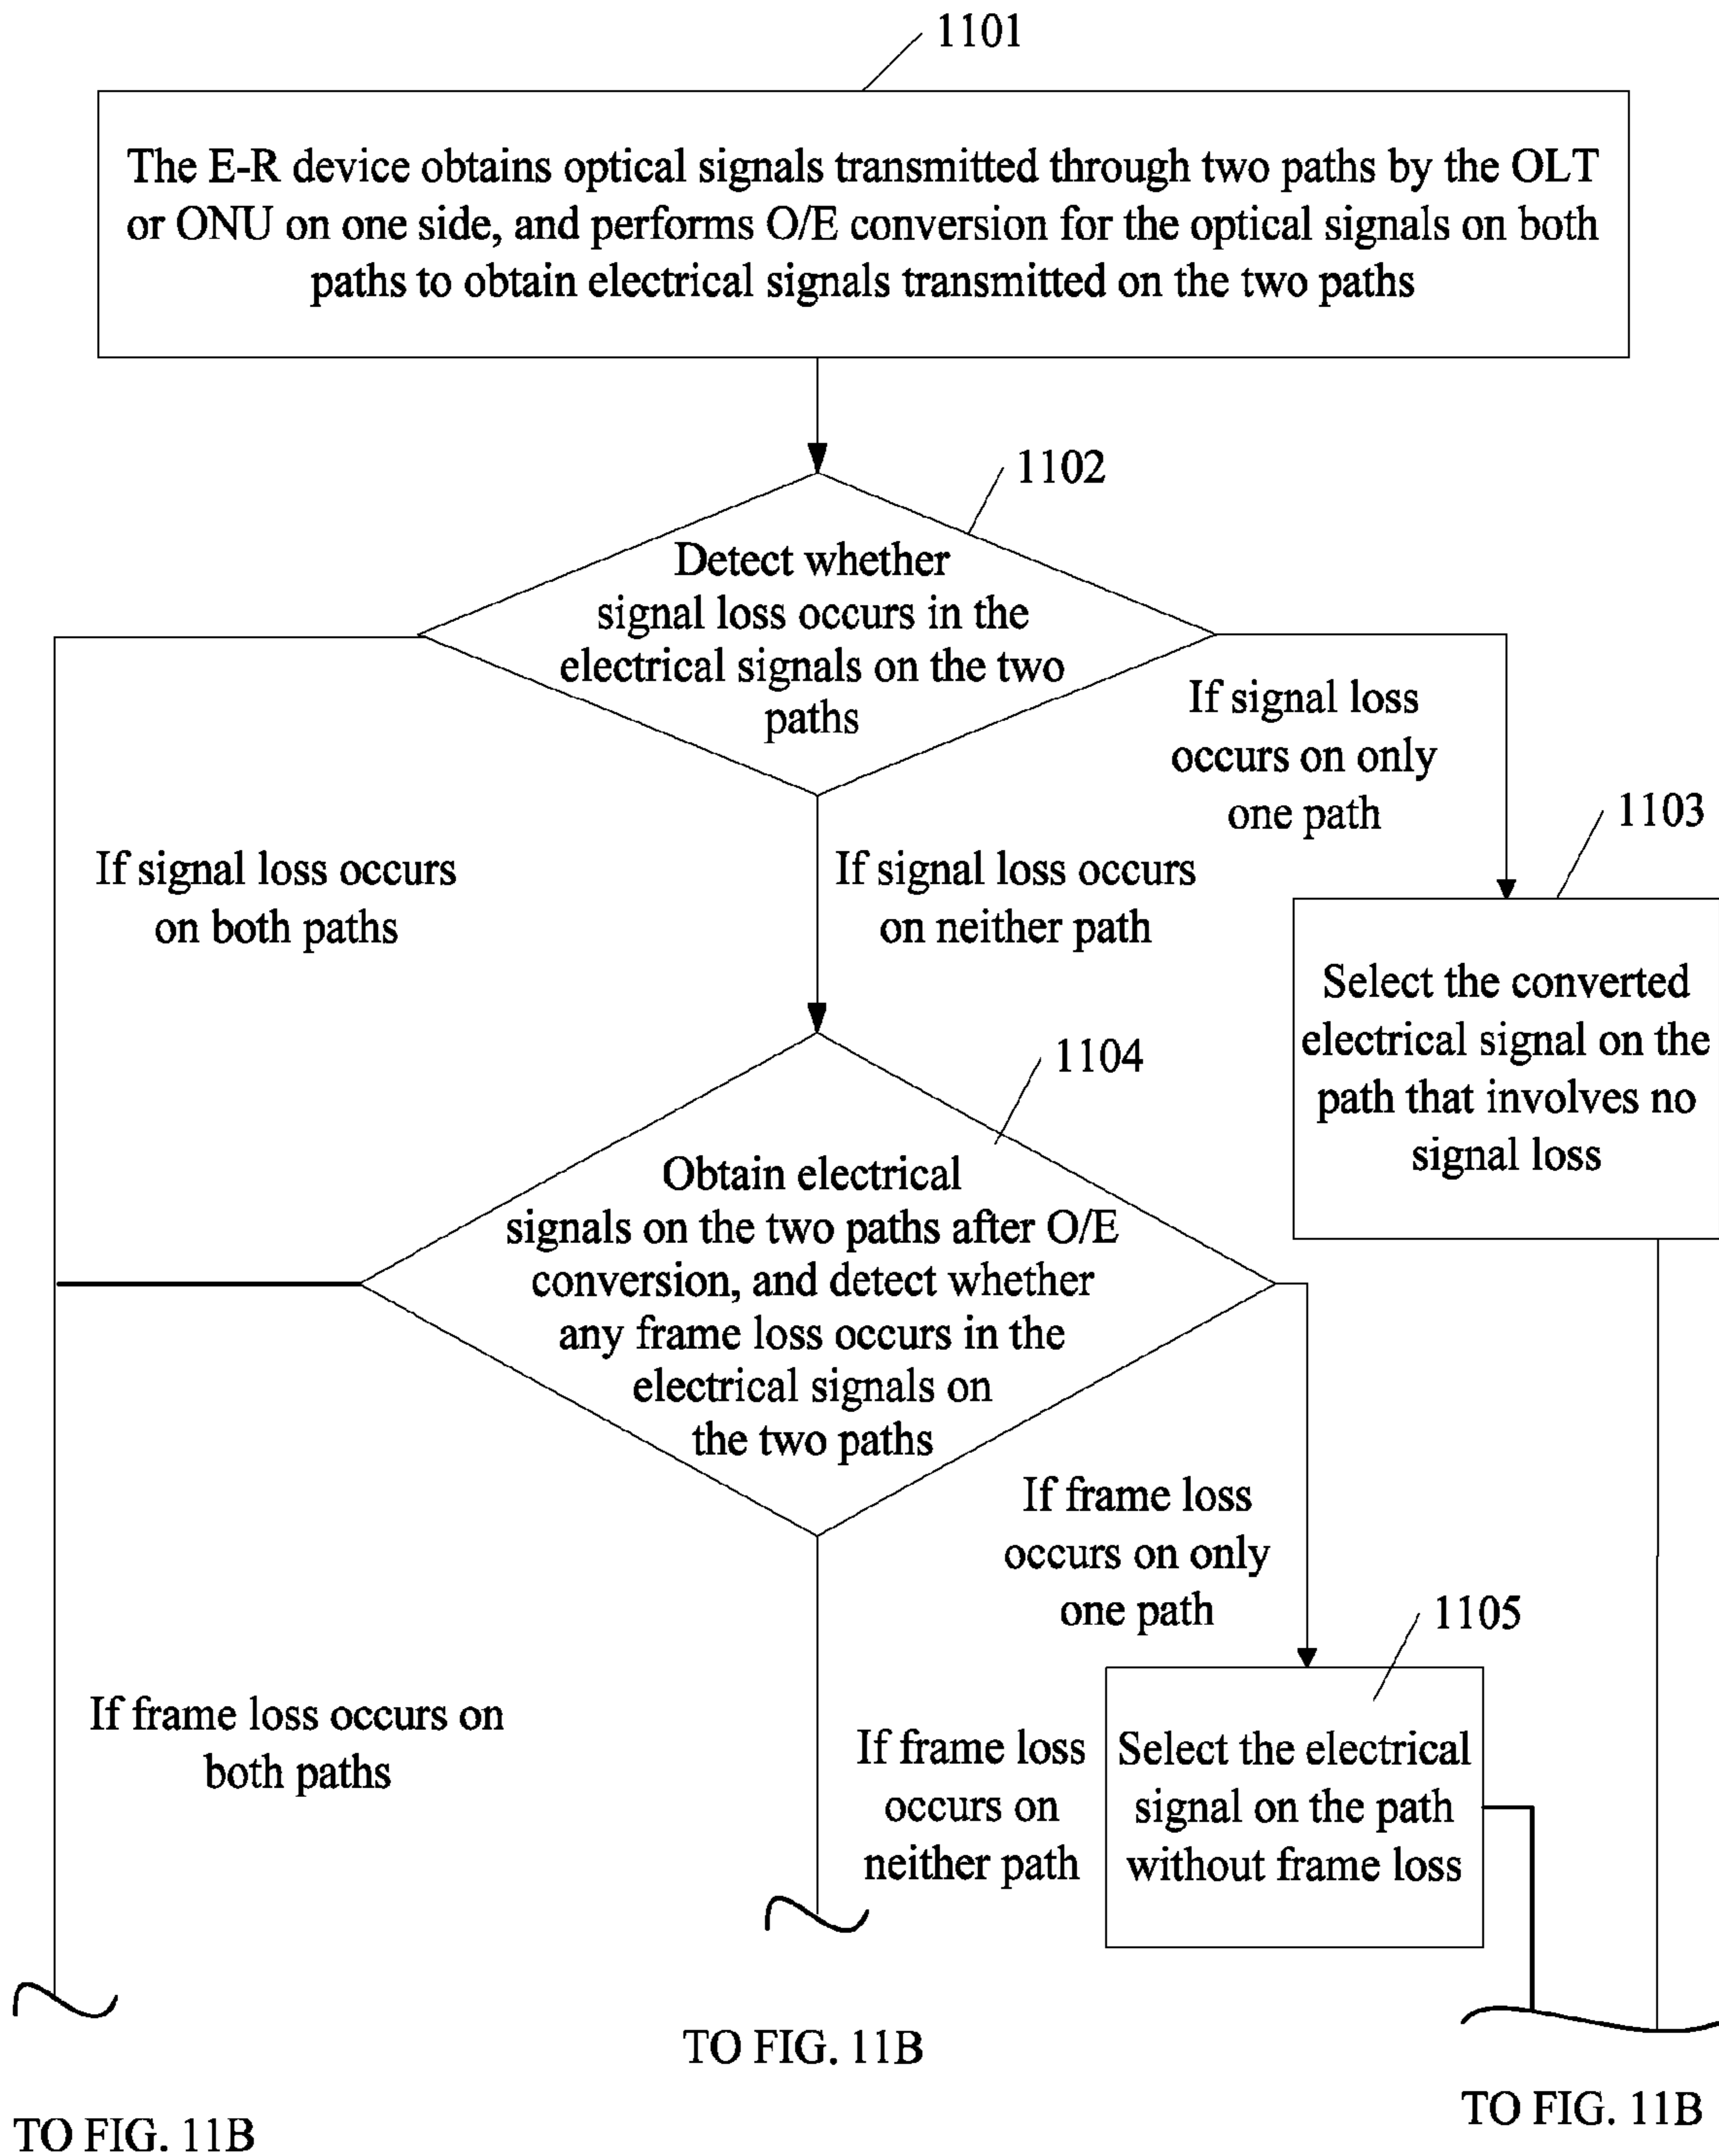 1101
The E-R device obtains optical signals transmitted through two paths by the OLT
or ONU on one side, and performs O/E conversion for the optical signals on both
paths to obtain electrical signals transmitted on the two paths
1102
Detect whether
signal loss occurs in the
electrical signals on the two
paths
If signal loss
occurs on only
one path
1103
If signal loss occurs
on both paths
If signal loss occurs
on neither path
Select the converted
electrical signal on the
path that involves no
signal loss
1104
Obtain electrical
signals on the two paths after O/E
conversion, and detect whether
any frame loss occurs in the
electrical signals on
the two paths
If frame loss
occurs on only
one path
1105
If frame loss occurs on
both paths
If frame loss
occurs on
neither path
Select the electrical
signal on the path
without frame loss
TO FIG. 11B
TO FIG. 11B
TO FIG. 11B